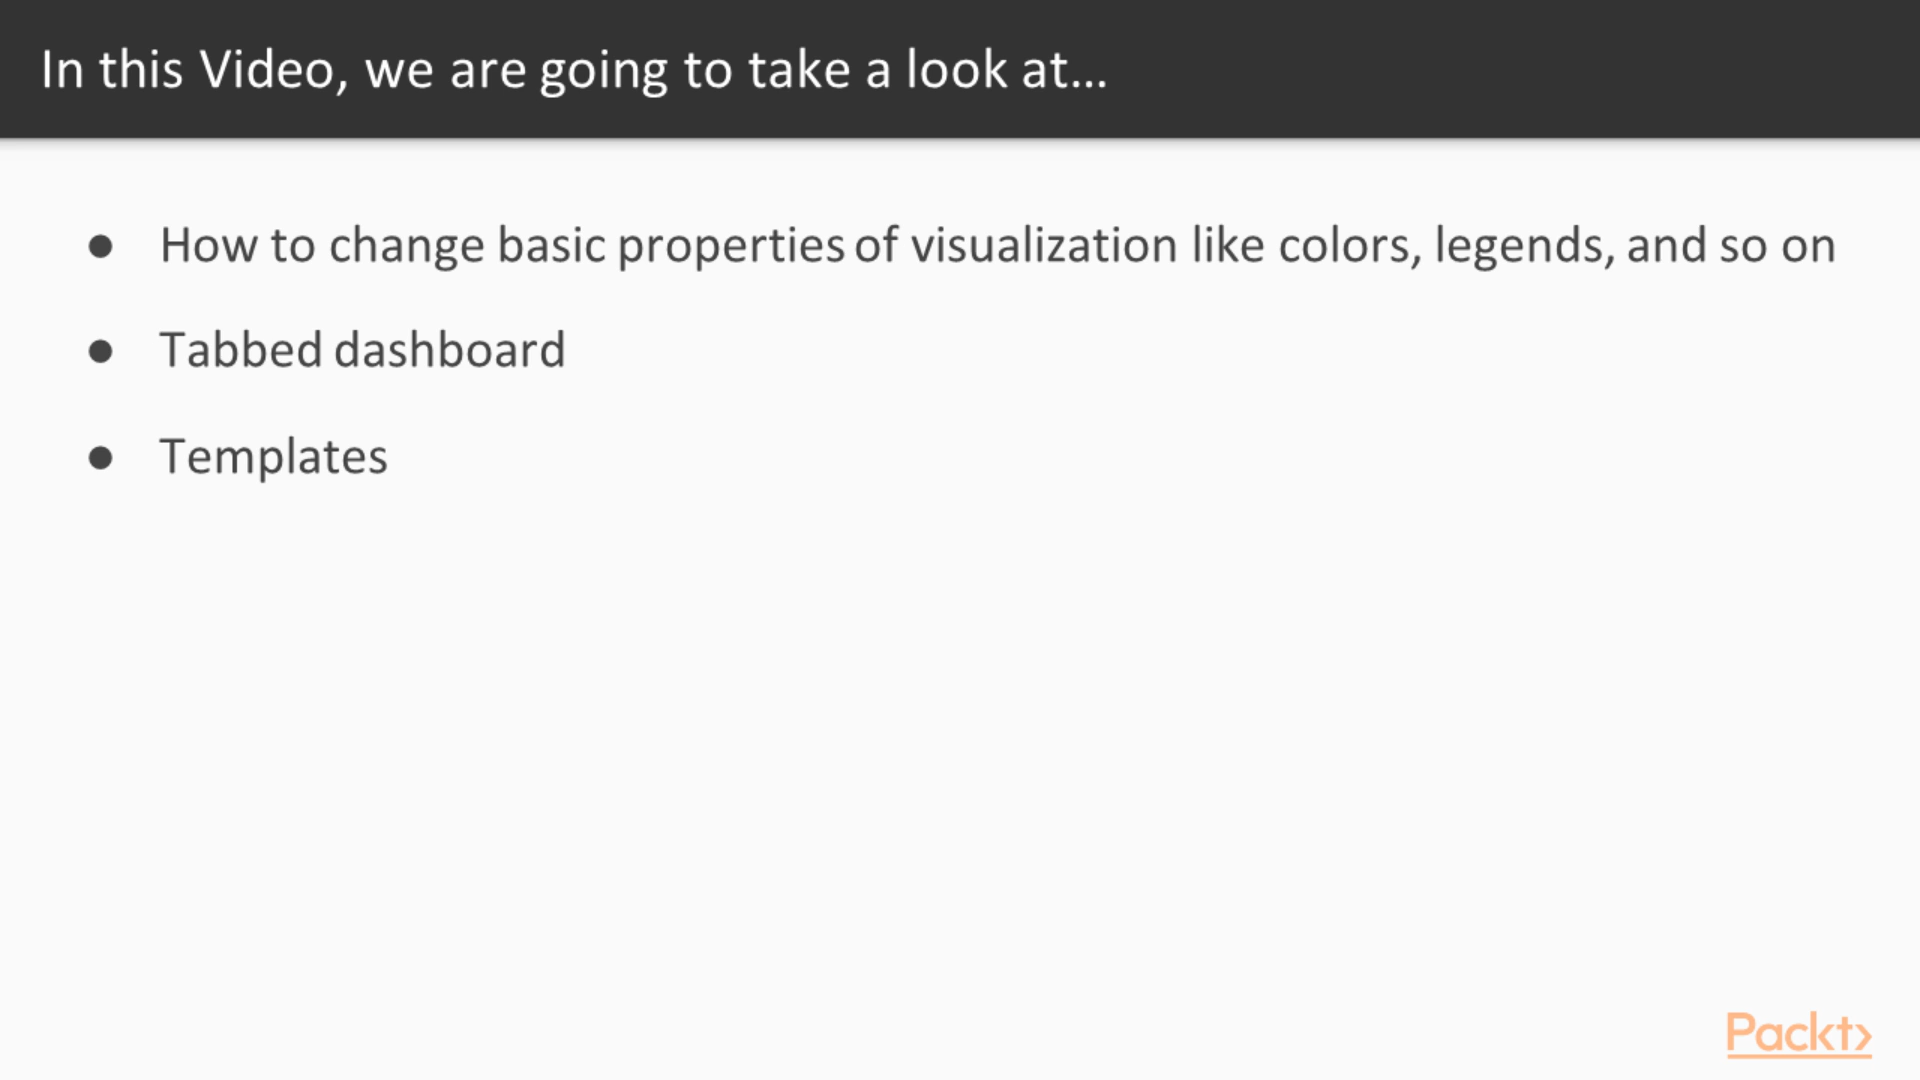 In this Video, we are going to take a look at...
● How to change basic properties of visualization like colors, legends, and so on
● Tabbed dashboard
● Templates
Packt>